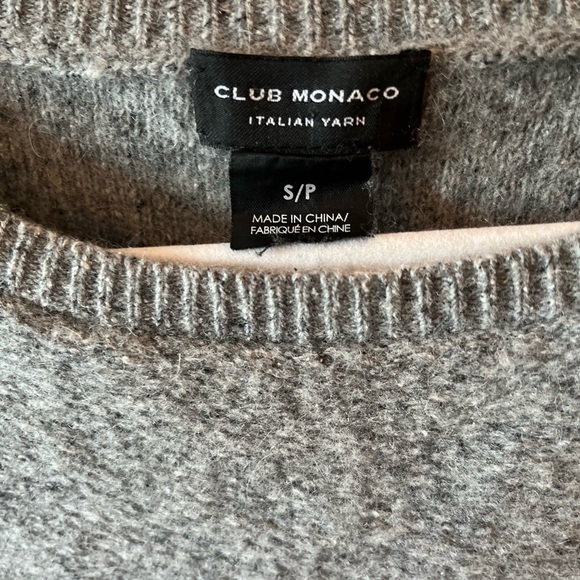 CLUB MONACO
ITALIAN YARN
S/P
MADE IN CHINA/
FABRIQUÉ EN CHINE